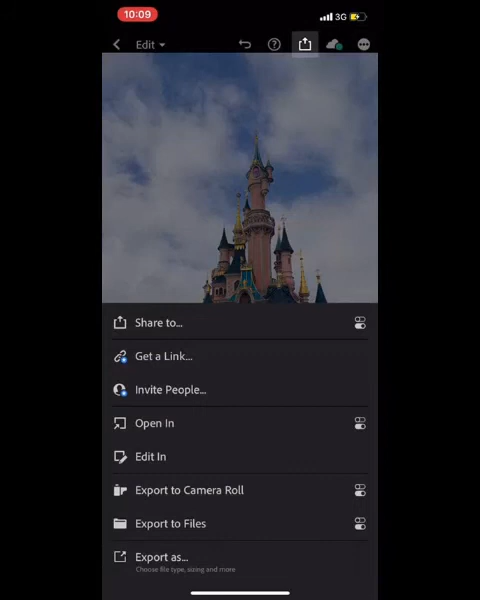 10:09
3G
Edit
Share to...
Get a Link...
Invite People...
Open In
Edit In
Export to Camera Roll
Export to Files
Export as...
Choose file type, sizing and more